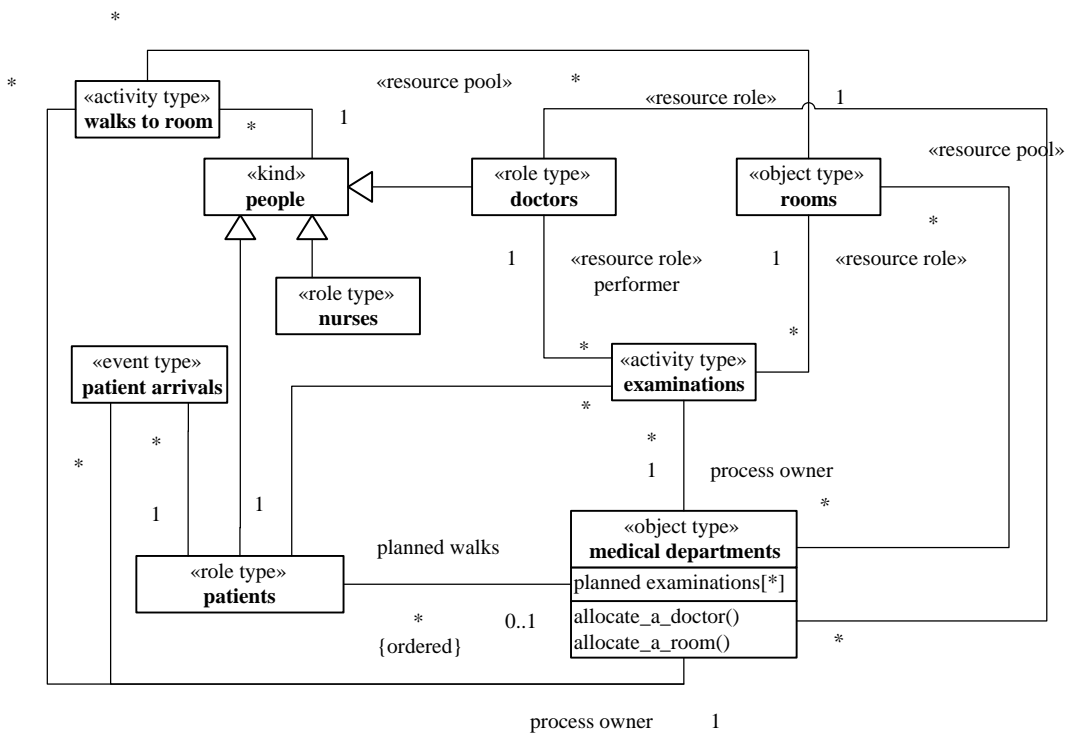 *
*
«resource pool»
*
«activity type»
walks to room
«resource role»
1
*
1
«resource pool»
«kind»
people
«role type»
doctors
«object type»
rooms
*
1
«resource role»
performer
1
«resource role»
«role type»
nurses
*
*
«event type»
patient arrivals
«activity type»
examinations
*
*
*
*
1
process owner
1
1
*
«object type»
medical departments
planned walks
«role type»
patients
planned examinations[*]
*
{ordered}
0..1
allocate_a_doctor()
allocate_a_room()
*
process owner
1